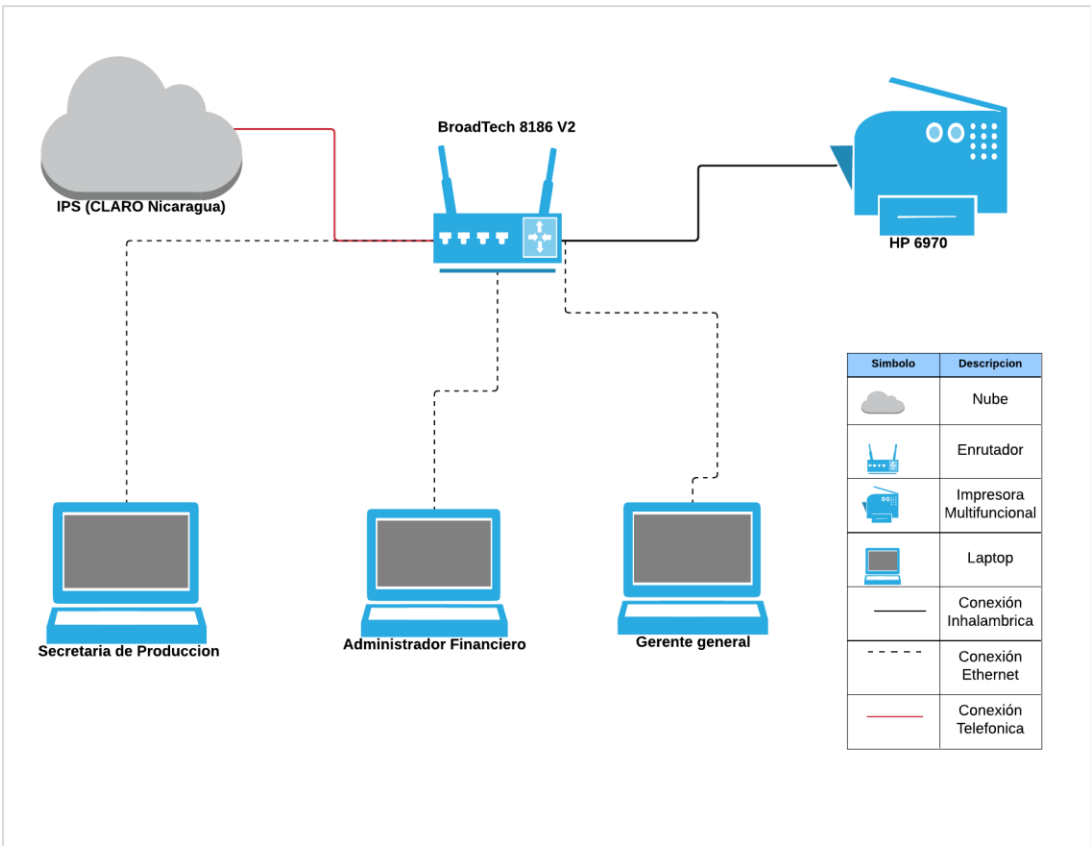 BroadTech 8186 V2
IPS (CLARO Nicaragua)
HP 6970
Secretaria de Produccion
Administrador Financiero
Gerente general
Simbolo Descripcion
Nube
Enrutador
Impresora
Multifuncional
Laptop
Conexión
Inhalambrica
Conexión
Ethernet
Conexión
Telefonica